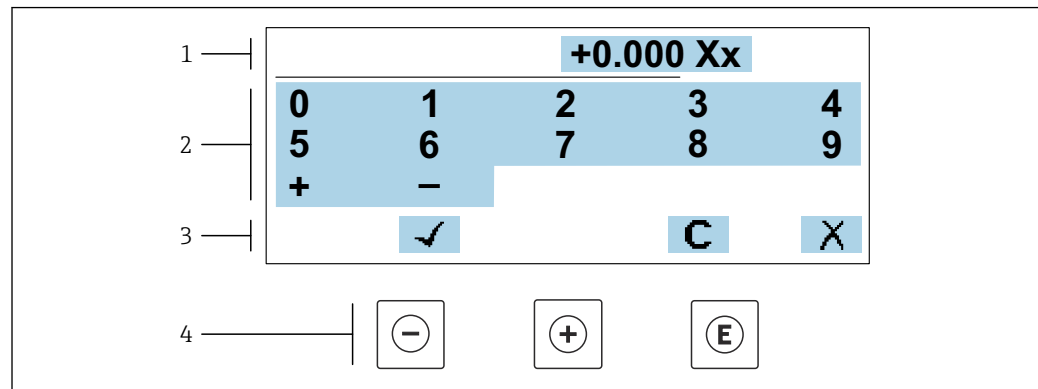 1 +0.000 Xx
0 1 2 3 4
2 5 6 7 8 9
+ −
3 ✓ C X
4 − + E